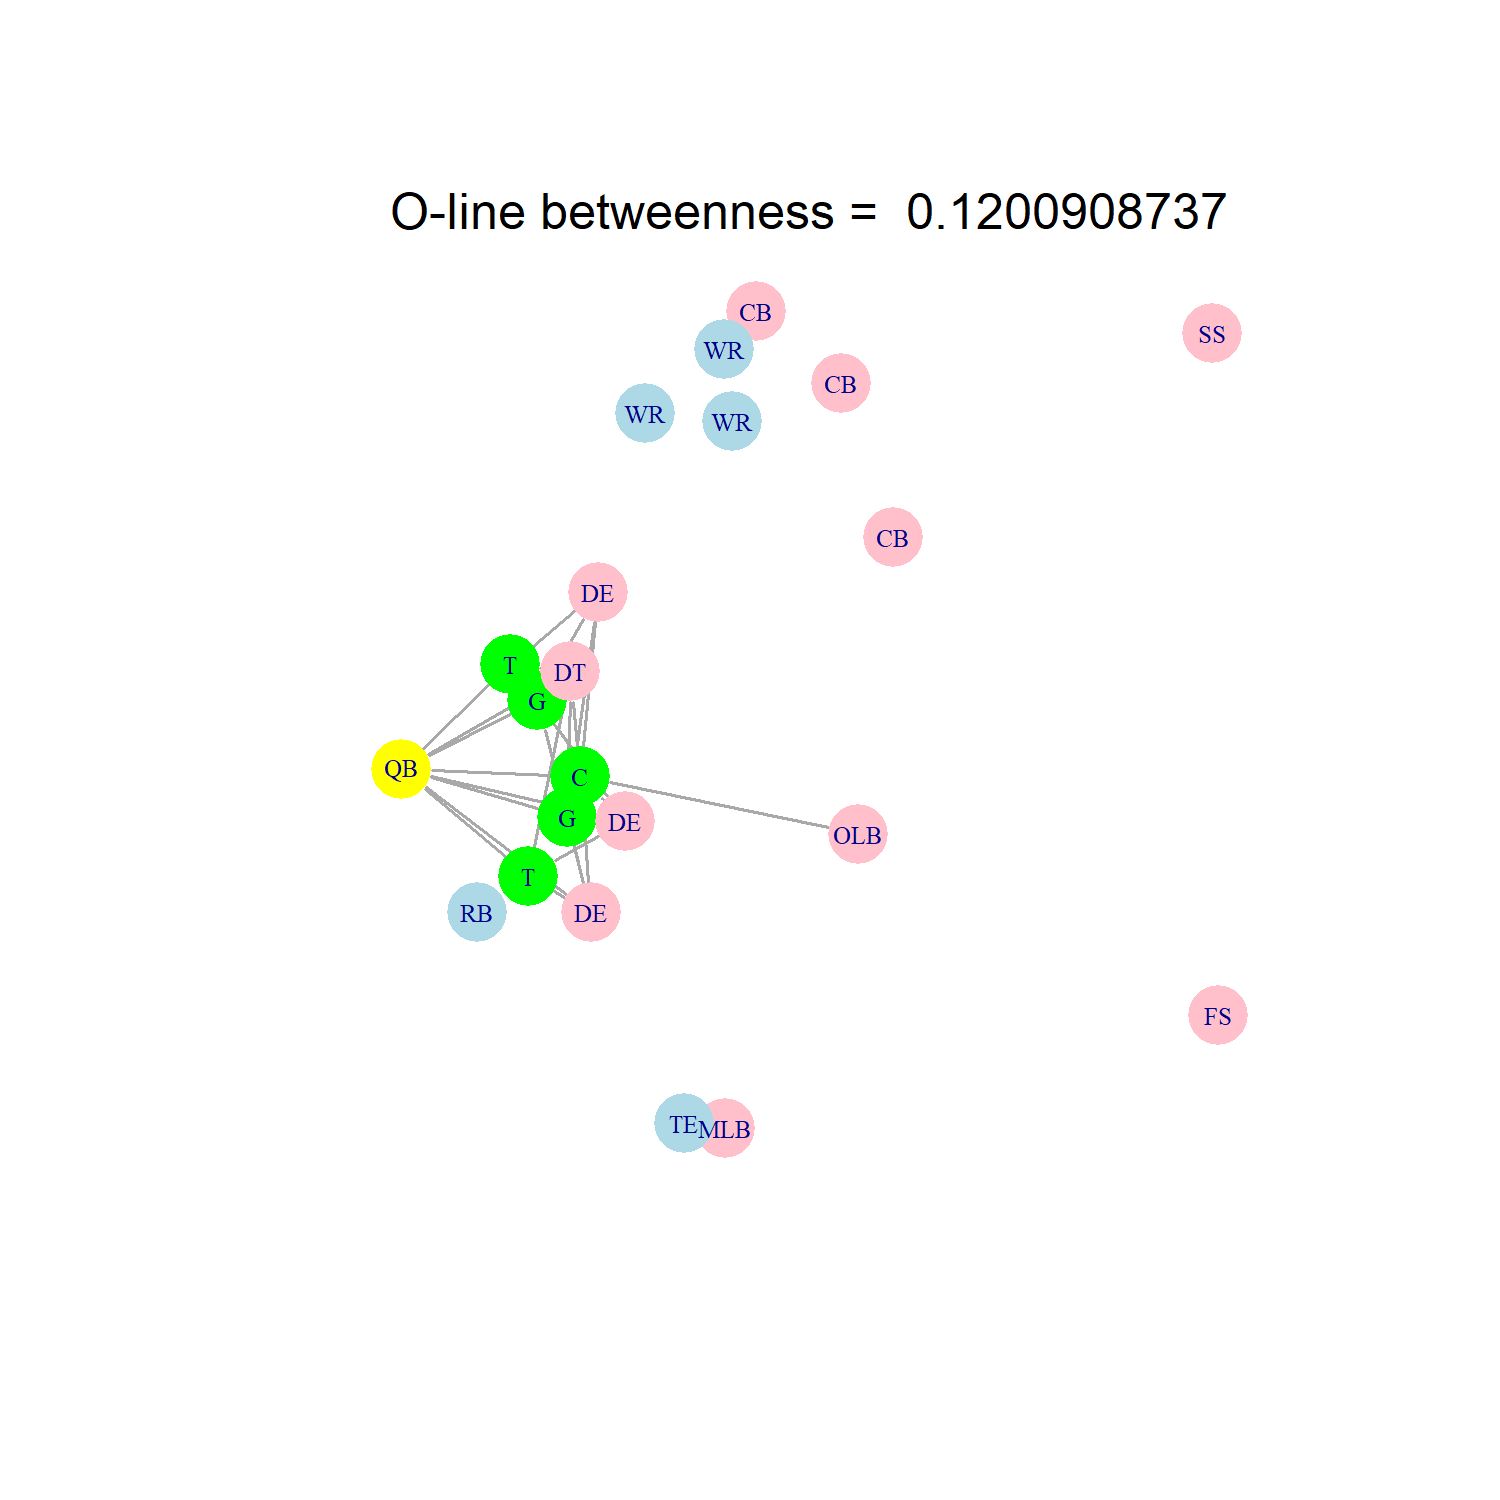 O-line betweenness = 0.1200908737
CB
SS
WR
CB
WR
WR
CB
DE
T
DT
G
QB
C
G
DE
OLB
T
RB
DE
FS
TE
MLB